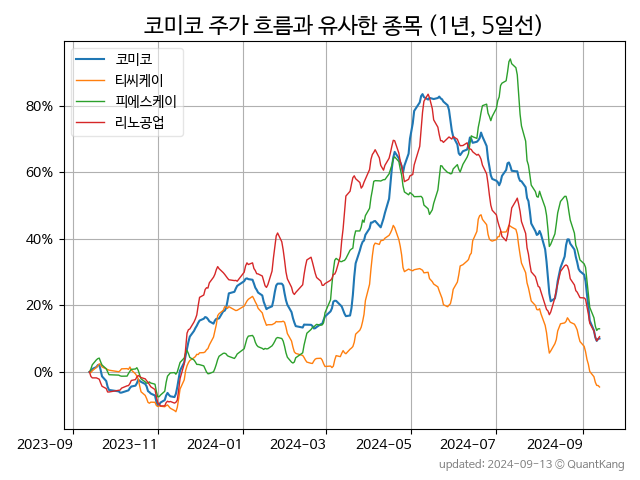 코미코 주가 흐름과 유사한 종목 (1년, 5일선)
코미코
티씨케이
피에스케이
리노공업
80%
60%
40%
20%
0%
2023-09 2023-11 2024-01 2024-03 2024-05 2024-07 2024-09
updated: 2024-09-13 © QuantKang